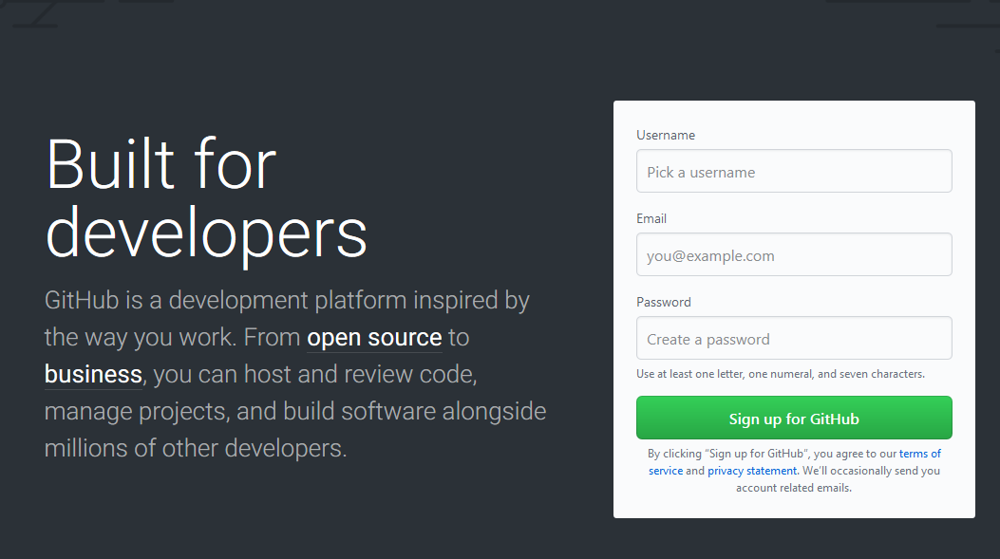 Built for
developers
GitHub is a development platform inspired by
the way you work. From open source to
business, you can host and review code,
manage projects, and build software alongside
millions of other developers.
Username
Pick a username
Email
you@example.com
Password
Create a password
Use at least one letter, one numeral, and seven characters.
Sign up for GitHub
By clicking “Sign up for GitHub“, you agree to our terms of
service and privacy statement. We’ll occasionally send you
account related emails.